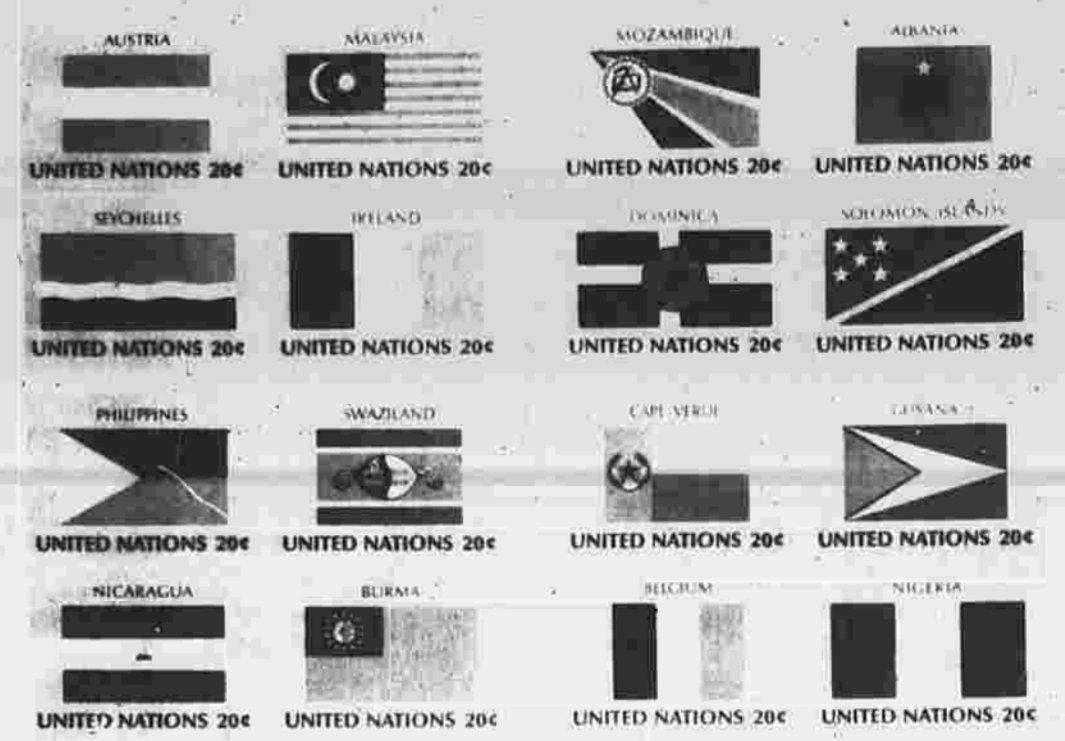 AUSTRIA MALAYSIA MOZAMBIQUE ALBANIA
UNITED NATIONS 20¢ UNITED NATIONS 20¢ UNITED NATIONS 20¢ UNITED NATIONS 20¢
SEYCHELLES IRELAND DOMINICA SOLOMON ISLANDS
UNITED NATIONS 20¢ UNITED NATIONS 20¢ UNITED NATIONS 20¢ UNITED NATIONS 20¢
PHILIPPINES SWAZILAND CAPE VERDE GUYANA
UNITED NATIONS 20¢ UNITED NATIONS 20¢ UNITED NATIONS 20¢ UNITED NATIONS 20¢
NICARAGUA BURMA BELGIUM NIGERIA
UNITED NATIONS 20¢ UNITED NATIONS 20¢ UNITED NATIONS 20¢ UNITED NATIONS 20¢